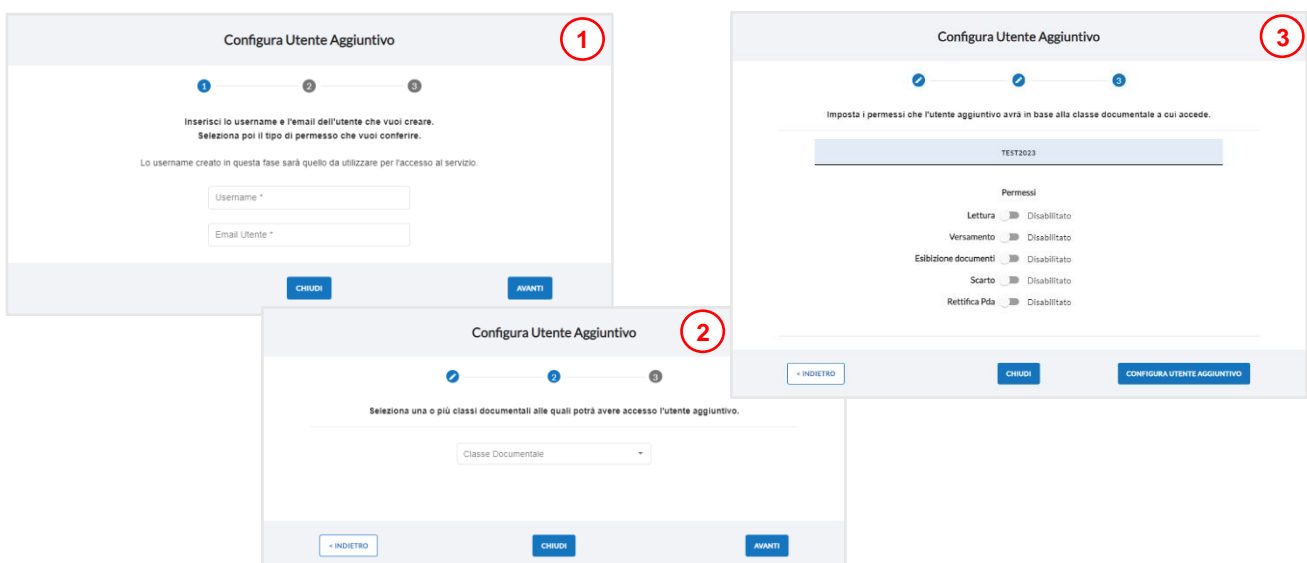 Configura Utente Aggiuntivo
1
1 2 3
Inserisci lo username e l'email dell'utente che vuoi creare.
Seleziona poi il tipo di permesso che vuoi conferire.
Lo username creato in questa fase sarà quello da utilizzare per l'accesso al servizio.
Username *
Email Utente *
CHIUDI AVANTI
Configura Utente Aggiuntivo
2
2 3
Seleziona una o più classi documentali alle quali potrà avere accesso l'utente aggiuntivo.
Classe Documentale
< INDIETRO CHIUDI AVANTI
Configura Utente Aggiuntivo
3
3
Imposta i permessi che l'utente aggiuntivo avrà in base alla classe documentale a cui accede.
TEST2023
Permessi
Lettura Disabilitato
Versamento Disabilitato
Esibizione documenti Disabilitato
Scarto Disabilitato
Rettifica Pda Disabilitato
< INDIETRO CHIUDI CONFIGURA UTENTE AGGIUNTIVO